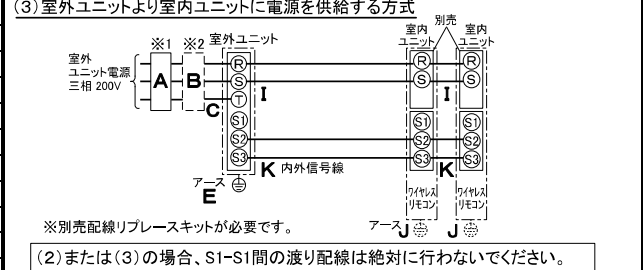 (3)室外ユニットより室内ユニットに電源を供給する方式
※1 ※2 室外ユニット
別売
室内
ユニット
室内
ユニット
室外
ユニット電源
三相 200V
A
B
C
R
S
T
S1
S2
S3
I
R
S
S1
S2
S3
I
R
S
S1
S2
S3
K 内外信号線
K
アース
E
ワイヤレス
リモコン
ワイヤレス
リモコン
アース J
J
※別売配線リプレースキットが必要です。
(2)または(3)の場合、S1-S1間の渡り配線は絶対に行わないでください。